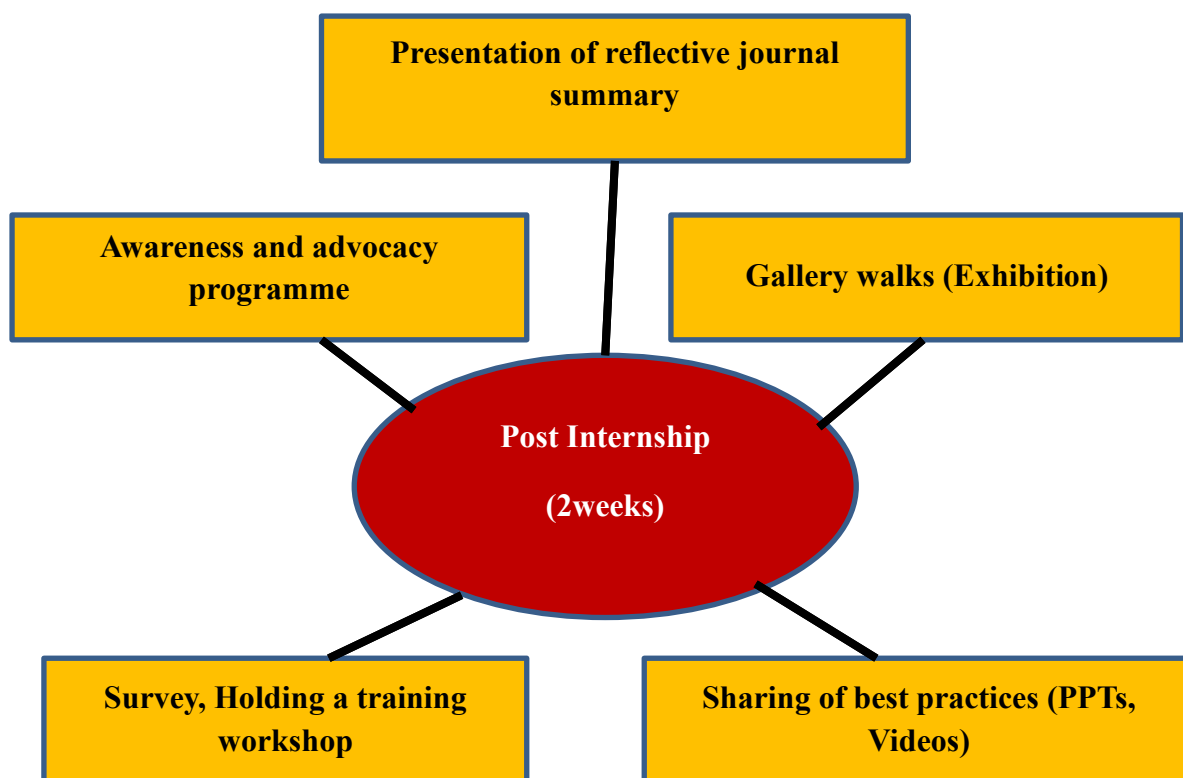 Presentation of reflective journal
summary
Awareness and advocacy
programme
Gallery walks (Exhibition)
Post Internship
(2weeks)
Survey, Holding a training
workshop
Sharing of best practices (PPTs,
Videos)